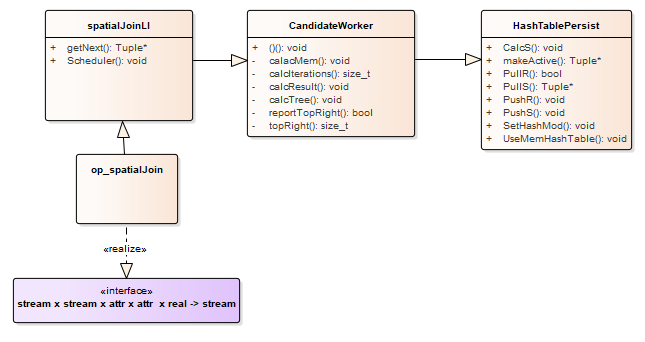 spatialJoinLI
+ getNext(): Tuple*
+ Scheduler(): void
CandidateWorker
+ ()(): void
- calacMem(): void
- calcIterations(): size_t
- calcResult(): void
- calcTree(): void
- reportTopRight(): bool
- topRight(): size_t
HashTablePersist
+ CalcS(): void
+ makeActive(): Tuple*
+ PullR(): bool
+ PullS(): Tuple*
+ PushR(): void
+ PushS(): void
+ SetHashMod(): void
+ UseMemHashTable(): void
op_spatialJoin
«realize»
«interface»
stream x stream x attr x attr x real -> stream